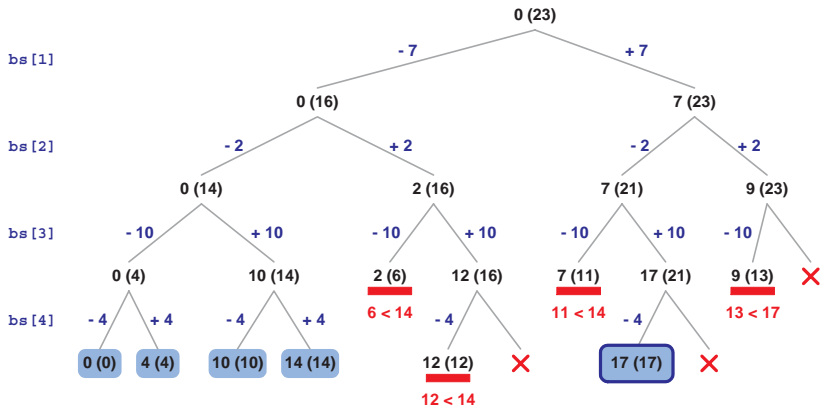 0 (23)
bs[1] - 7 + 7
0 (16) 7 (23)
bs[2] - 2 + 2 - 2 + 2
0 (14) 2 (16) 7 (21) 9 (23)
bs[3] - 10 + 10 - 10 + 10 - 10 + 10 - 10
0 (4) 10 (14) 2 (6) 12 (16) 7 (11) 17 (21) 9 (13)
6 < 14 11 < 14 13 < 17
bs[4] - 4 + 4 - 4 + 4 - 4 - 4
0 (0) 4 (4) 10 (10) 14 (14) 12 (12) 17 (17)
12 < 14